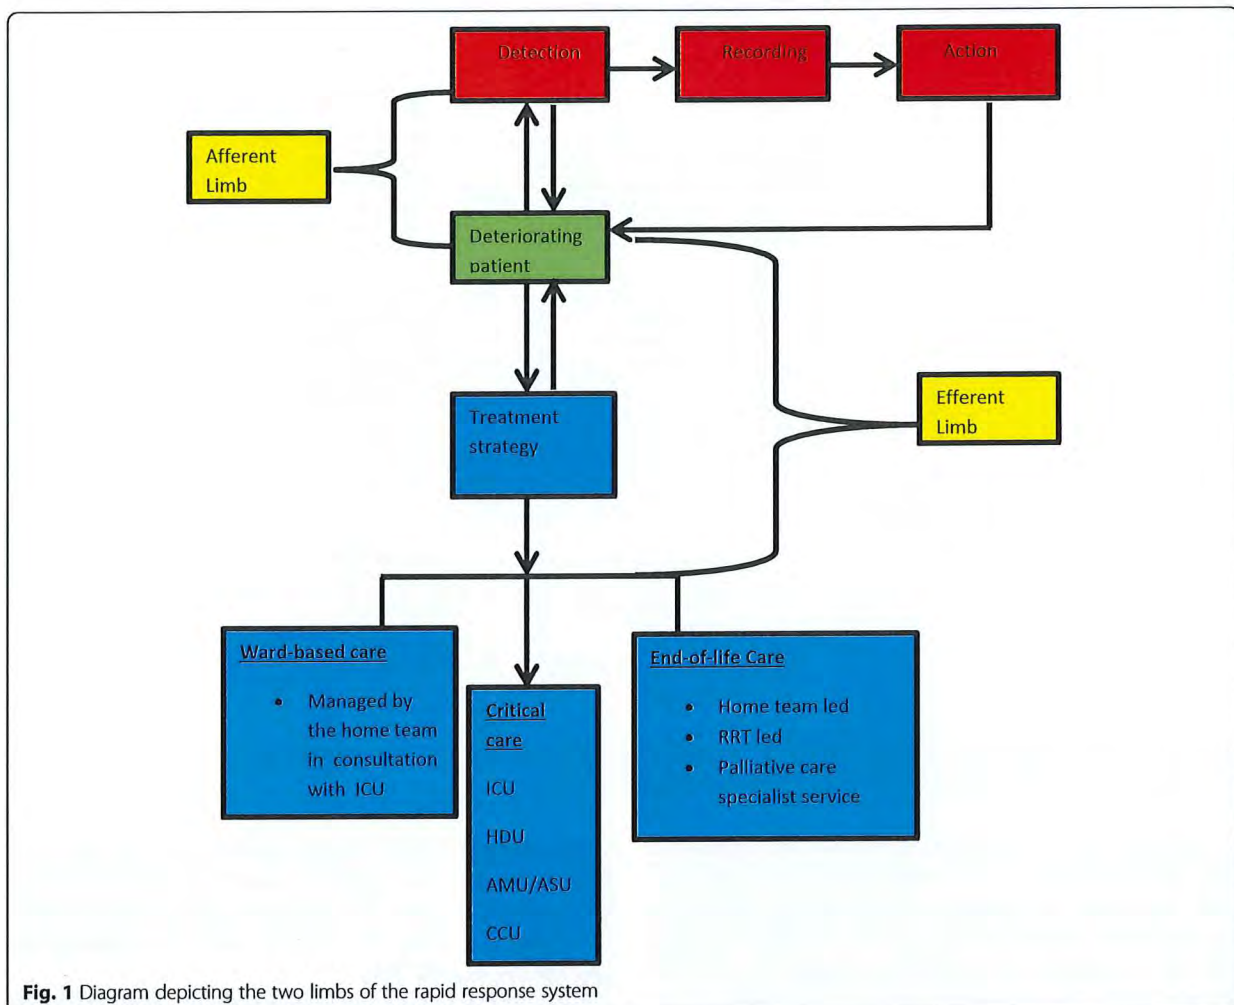 Detection
Recording
Action
Afferent
Limb
Deteriorating
patient
Efferent
Limb
Treatment
strategy
Ward-based care
• Managed by
the home team
in consultation
with ICU
Critical
care
ICU
HDU
AMU/ASU
CCU
End-of-life Care
• Home team led
• RRT led
• Palliative care
specialist service
Fig. 1 Diagram depicting the two limbs of the rapid response system